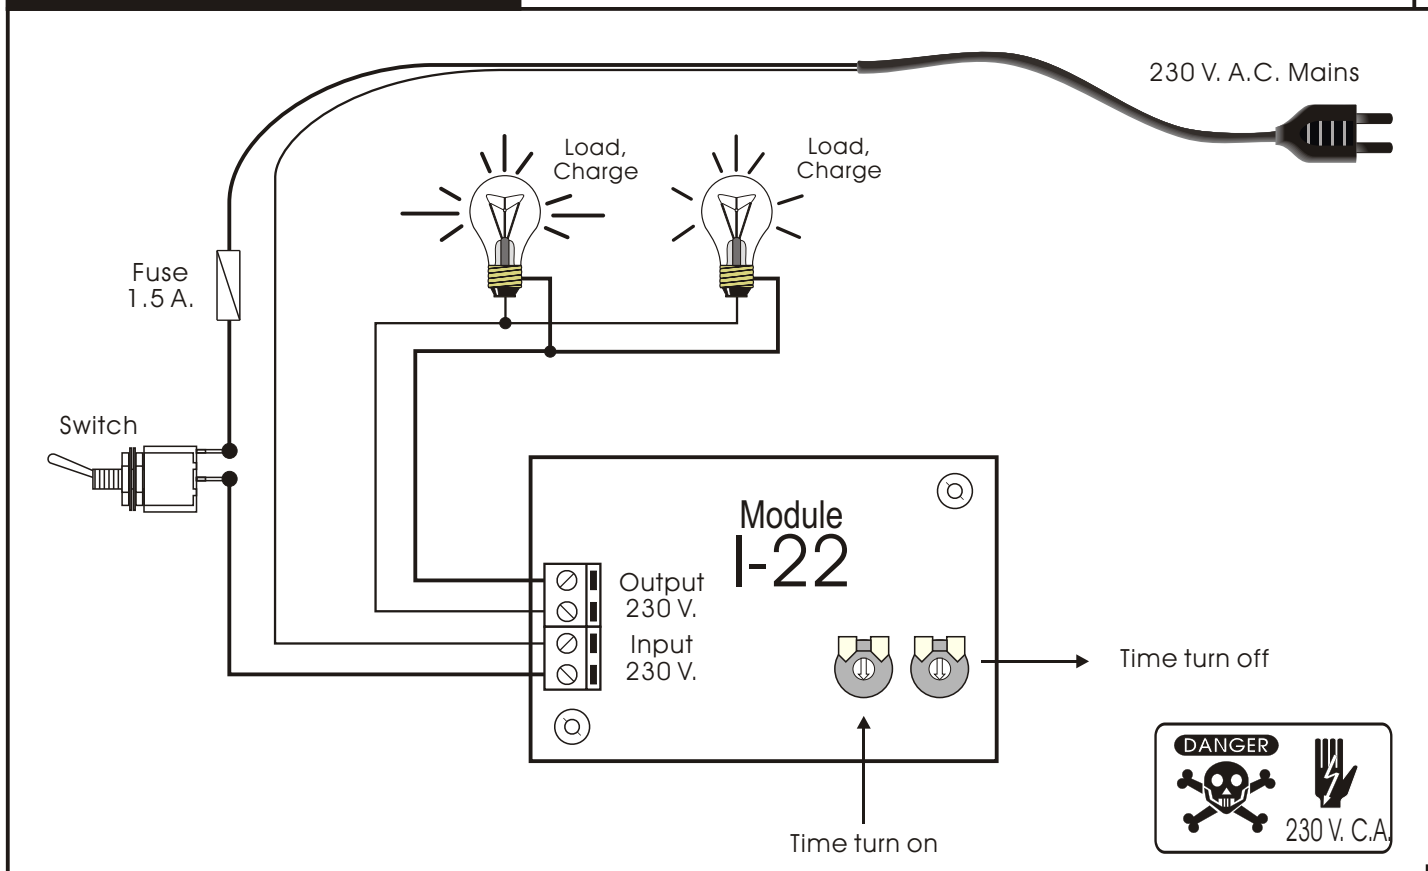 230 V. A.C. Mains
Load,
Charge
Load,
Charge
Fuse
1.5 A.
Switch
Module
I-22
Output
230 V.
Input
230 V.
Time turn off
Time turn on
DANGER
230 V. C.A.